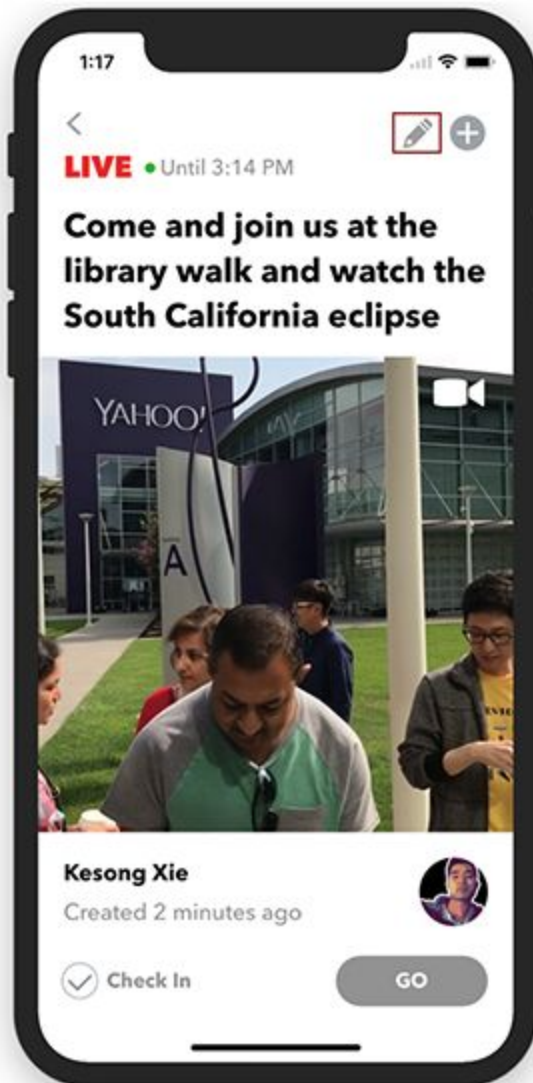 1:17
LIVE Until 3:14 PM
Come and join us at the
library walk and watch the
South California eclipse
YAHOO!
A
Kesong Xie
Created 2 minutes ago
Check In
GO